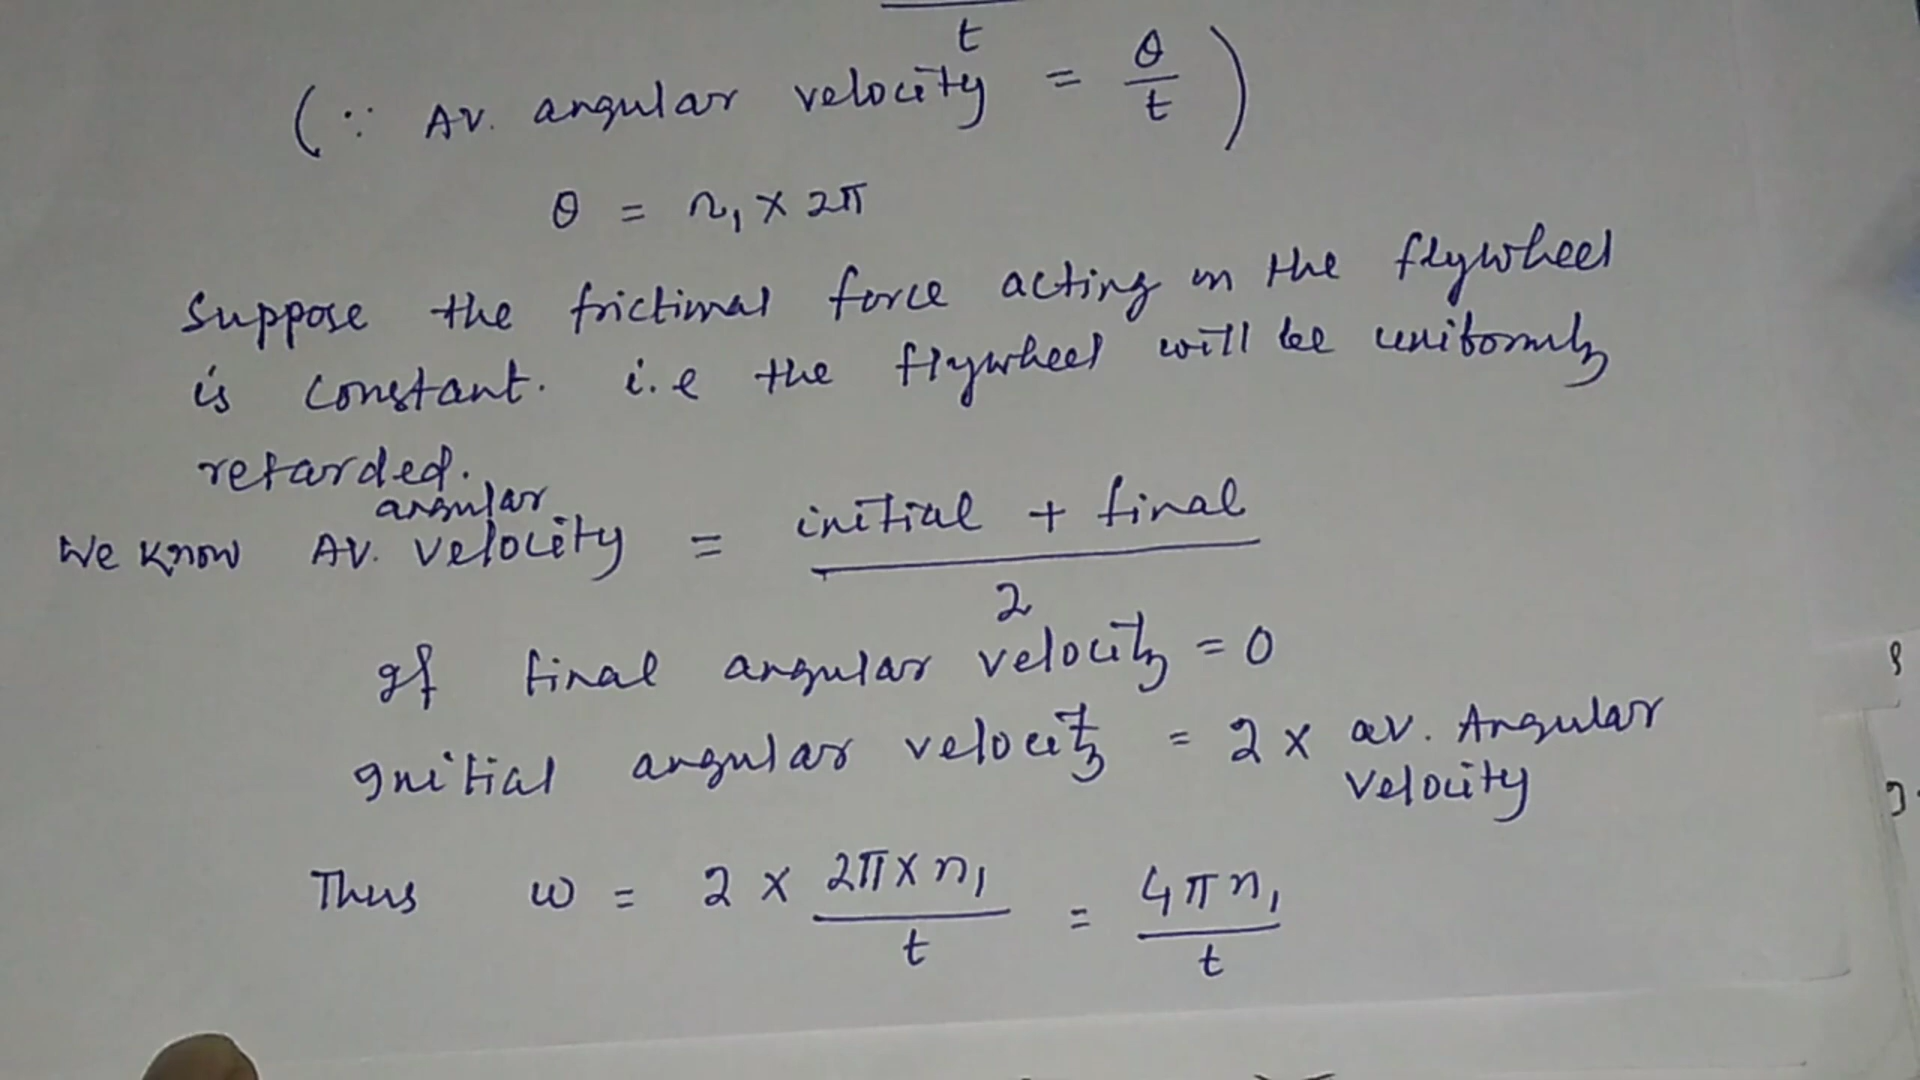 t
(∵ Av. angular velocity = θ/t)
θ = n₁ × 2π
Suppose the frictional force acting on the flywheel
is constant. i.e the flywheel will be uniformly
retarded.
angular
We know Av. velocity = initial + final / 2
If final angular velocity = 0
Initial angular velocity = 2 × av. Angular
velocity
Thus w = 2 × 2π × n₁ / t = 4πn₁ / t